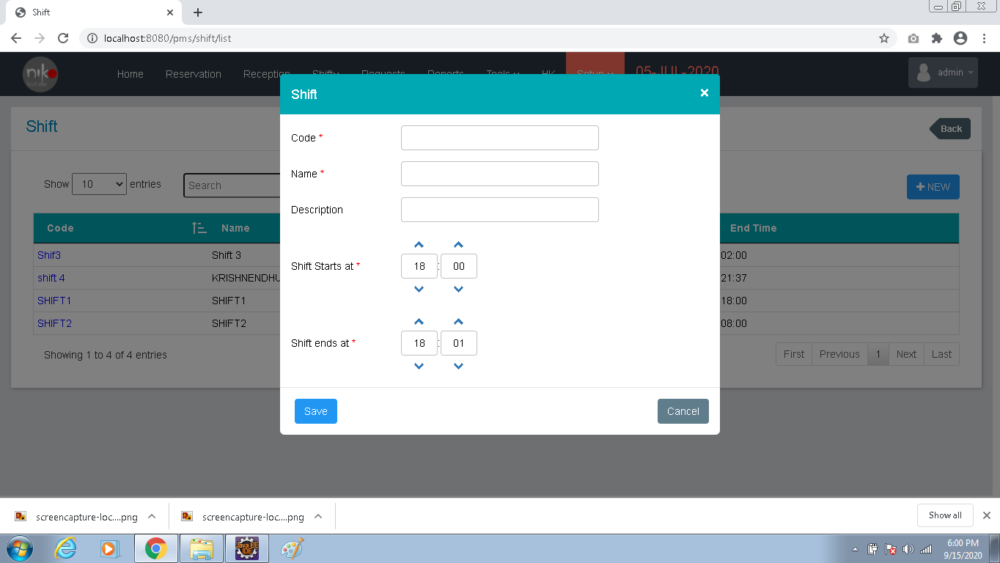 Shift
localhost:8080/pms/shift/list
niko
Home Reservation Reception Shift Requests Reports Tools HK Setup 05-JUL-2020 admin
Shift
Shift
Back
Code *
Name *
Show 10 entries Search
NEW
Description
Code Name End Time
Shif3 Shift 3 02:00
Shift Starts at * 18 : 00
shift 4 KRISHNENDHU 21:37
SHIFT1 SHIFT1 18:00
SHIFT2 SHIFT2 08:00
Shift ends at * 18 : 01
Showing 1 to 4 of 4 entries First Previous 1 Next Last
Save Cancel
screencapture-loc....png screencapture-loc....png Show all
Java EE
IDE
6:00 PM
9/15/2020